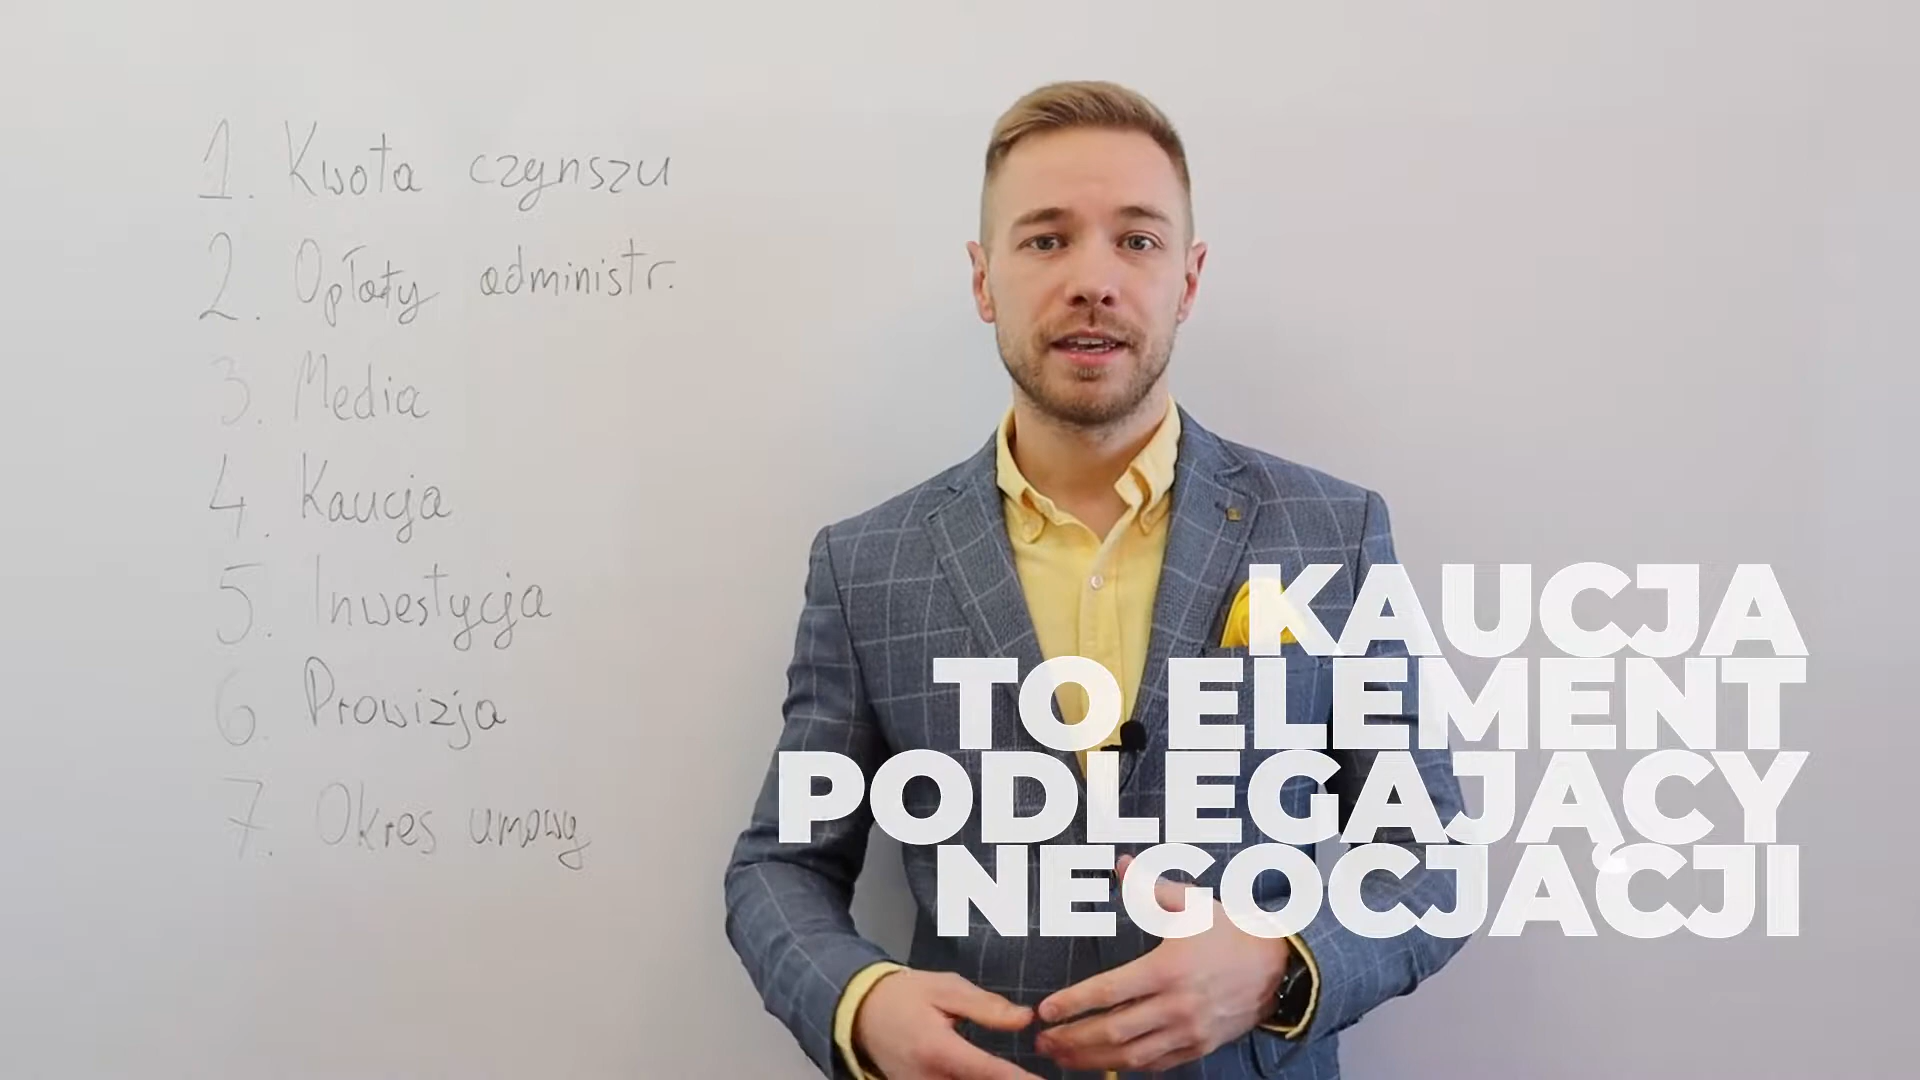 1. Kwota czynszu
2. Opłaty administr.
3. Media
4. Kaucja
5. Inwestycja
6. Prowizja
7. Okres umowy
KAUCJA
TO ELEMENT
PODLEGAJĄCY
NEGOCJACJI